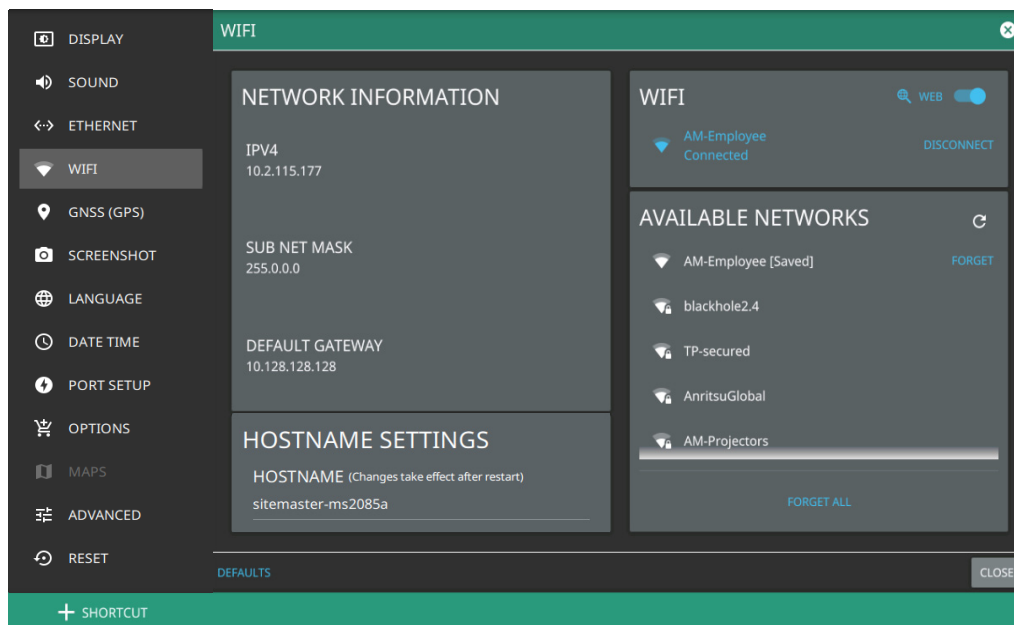 DISPLAY
SOUND
ETHERNET
WIFI
GNSS (GPS)
SCREENSHOT
LANGUAGE
DATE TIME
PORT SETUP
OPTIONS
MAPS
ADVANCED
RESET
SHORTCUT
WIFI
NETWORK INFORMATION
IPV4
10.2.115.177
SUB NET MASK
255.0.0.0
DEFAULT GATEWAY
10.128.128.128
HOSTNAME SETTINGS
HOSTNAME (Changes take effect after restart)
sitemaster-ms2085a
WIFI
WEB
AM-Employee
Connected
DISCONNECT
AVAILABLE NETWORKS
AM-Employee [Saved] FORGET
blackhole2.4
TP-secured
AnritsuGlobal
AM-Projectors
FORGET ALL
DEFAULTS
CLOSE